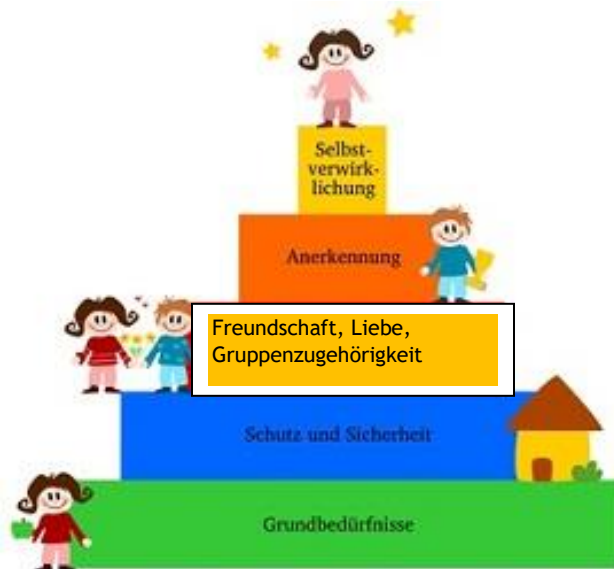 Selbst-
verwirk-
lichung
Anerkennung
Freundschaft, Liebe,
Gruppenzugehörigkeit
Schutz und Sicherheit
Grundbedürfnisse